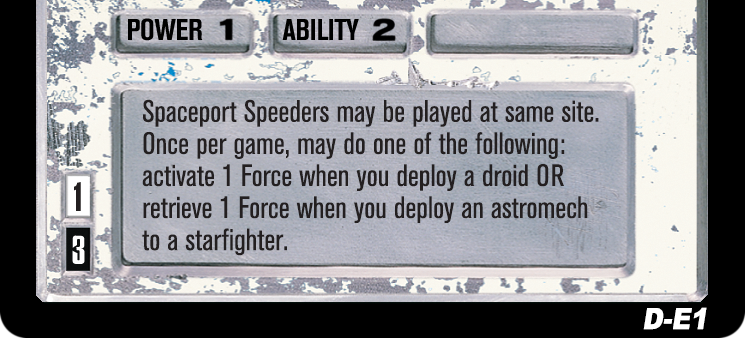 POWER 1 ABILITY 2
Spaceport Speeders may be played at same site.
Once per game, may do one of the following:
activate 1 Force when you deploy a droid OR
retrieve 1 Force when you deploy an astromech
to a starfighter.
1
3
D-E1